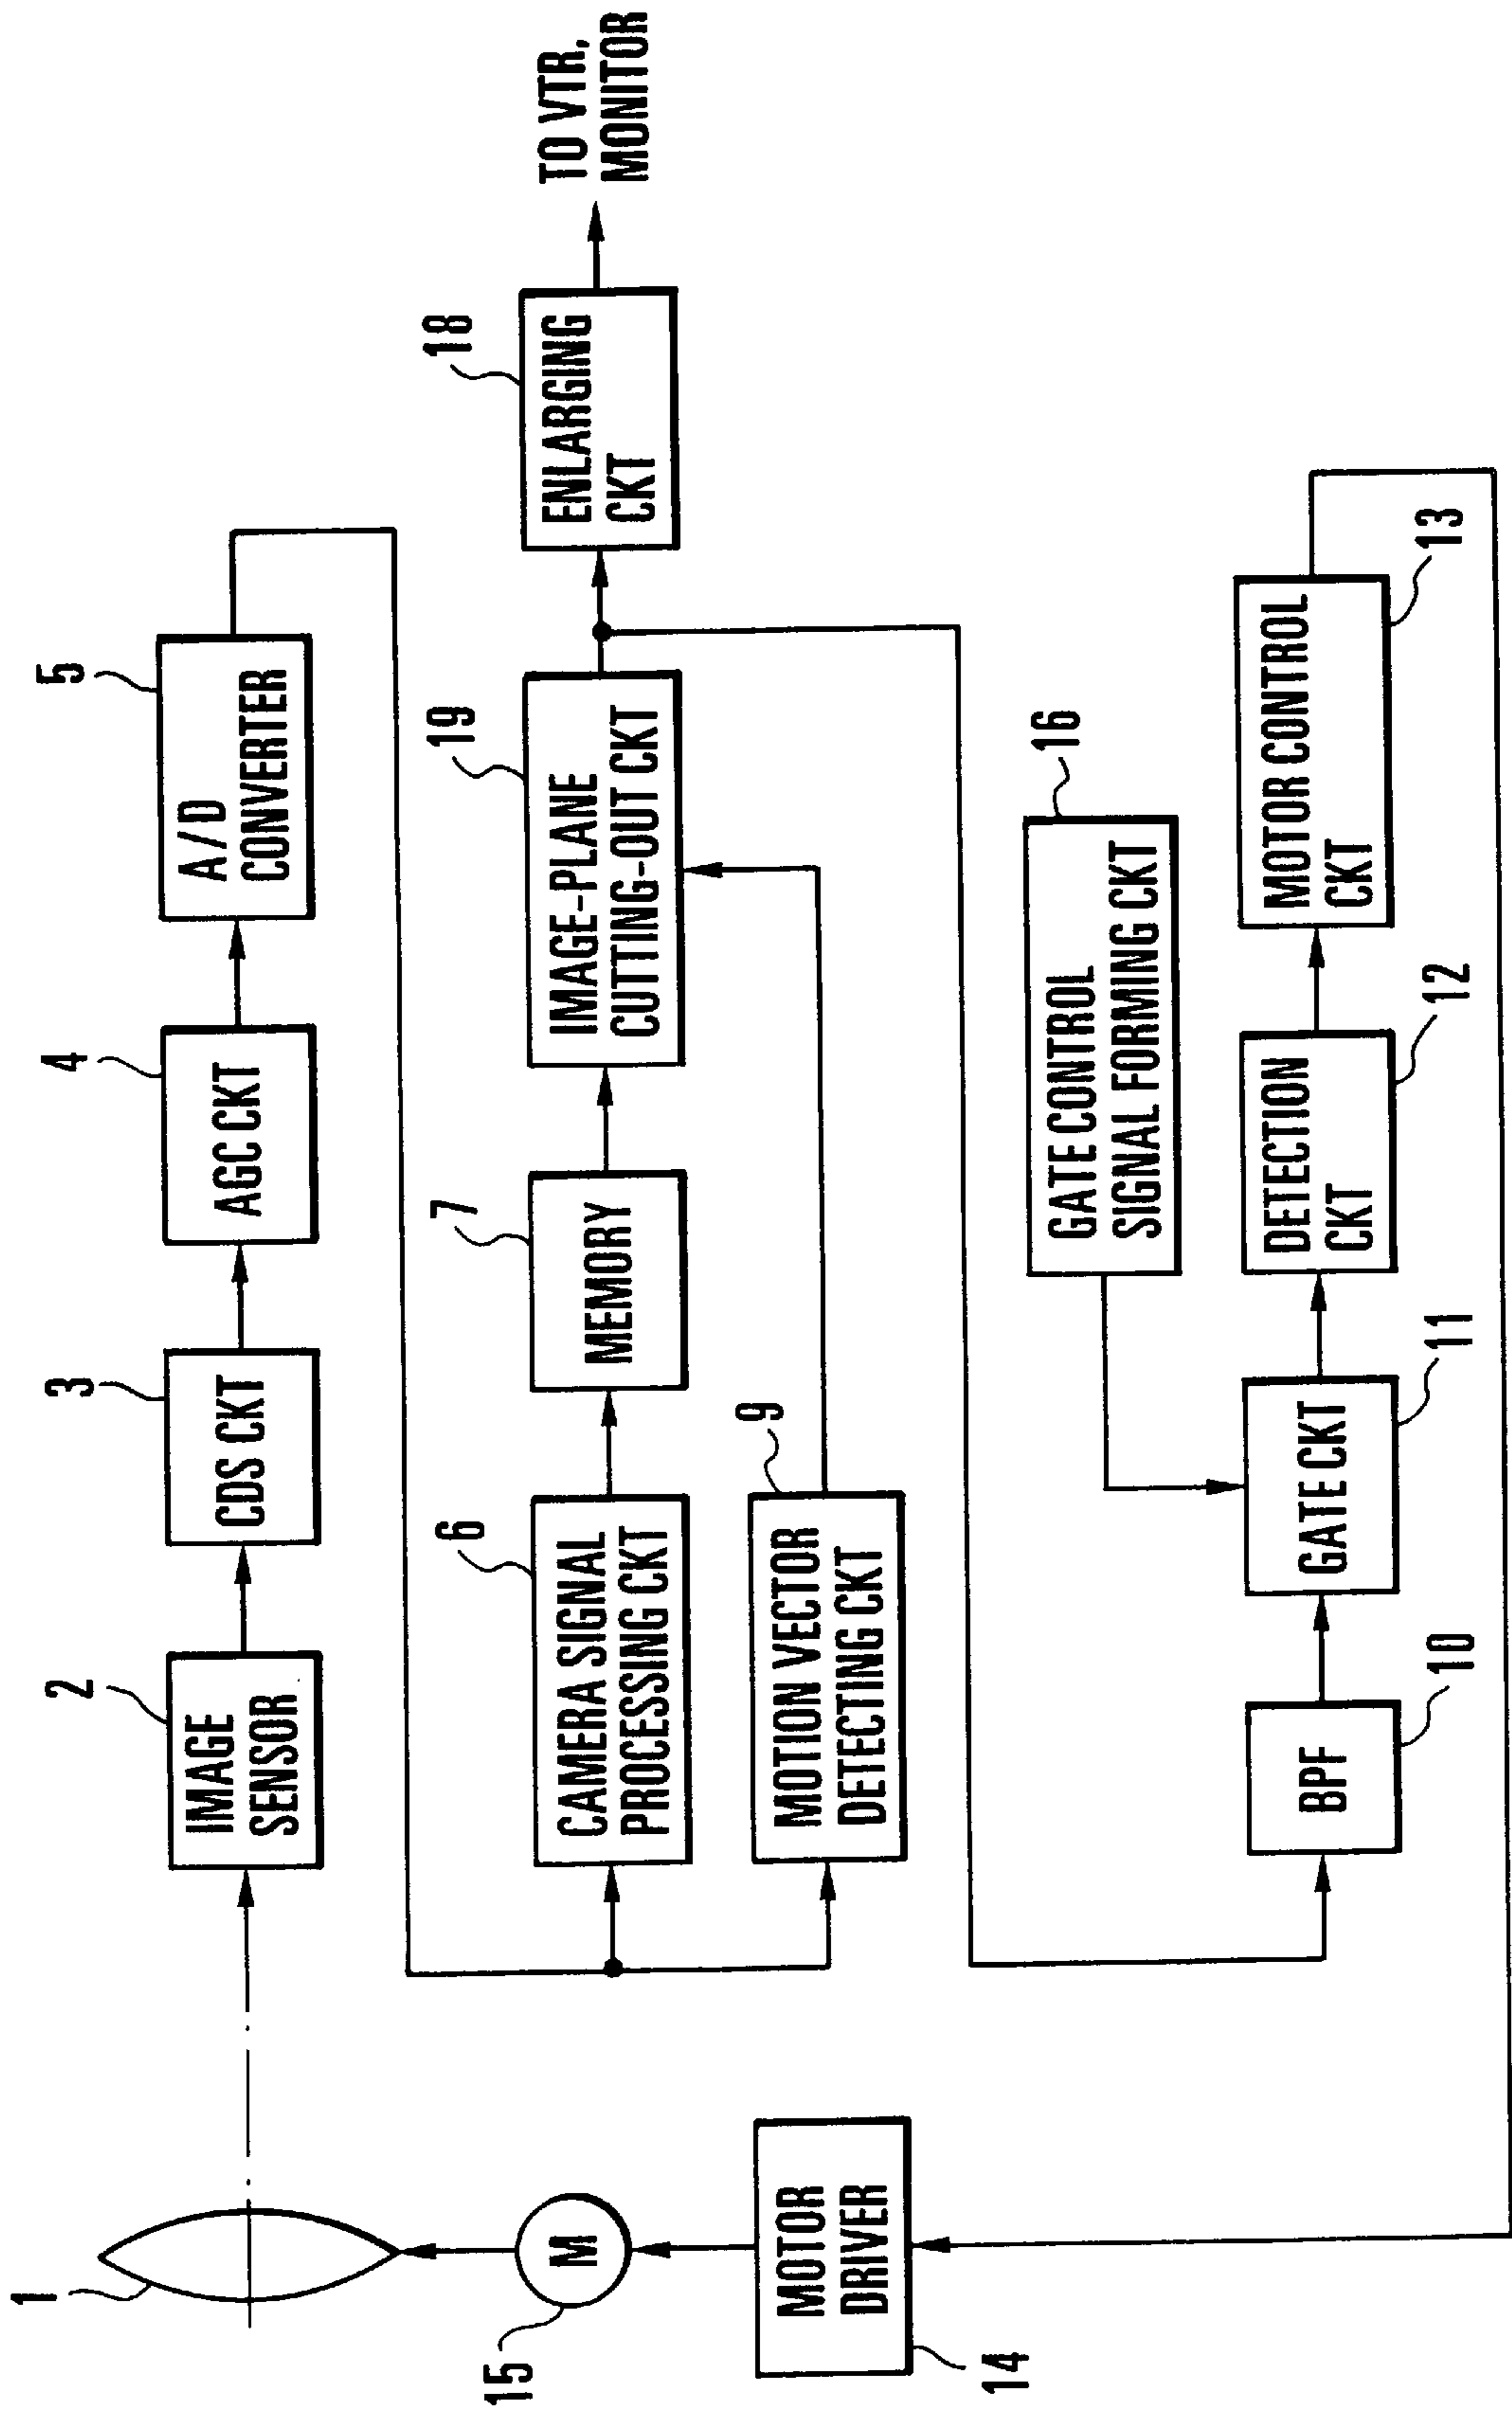 1
2
IMAGE
SENSOR
3
CDS CKT
4
AGC CKT
5
A/D
CONVERTER
6
CAMERA SIGNAL
PROCESSING CKT
7
MEMORY
19
IMAGE-PLANE
CUTTING-OUT CKT
18
ENLARGING
CKT
TO VTR,
MONITOR
15
M
9
MOTION VECTOR
DETECTING CKT
14
MOTOR
DRIVER
16
GATE CONTROL
SIGNAL FORMING CKT
10
BPF
11
GATE CKT
12
DETECTION
CKT
13
MOTOR CONTROL
CKT